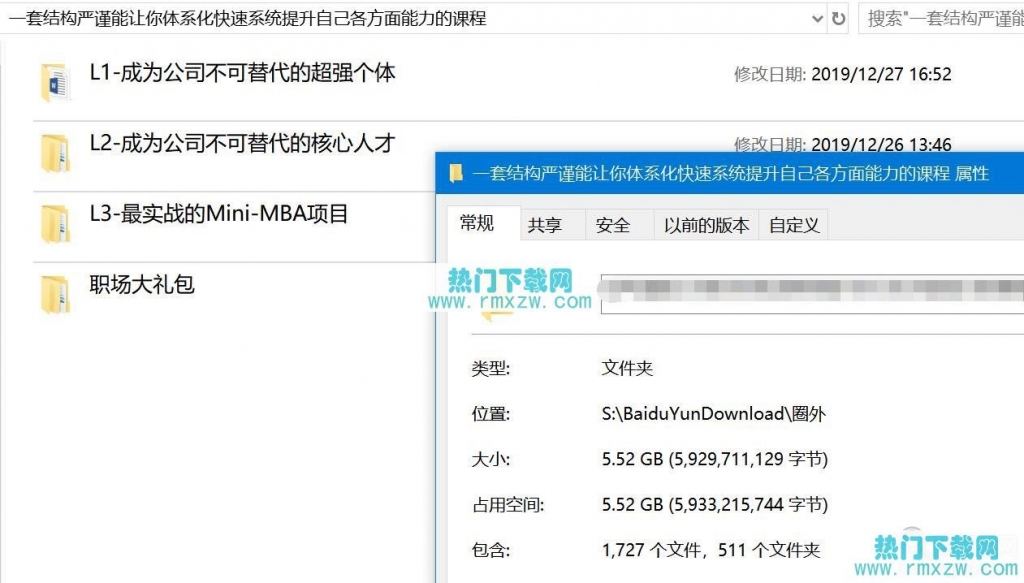 一套结构严谨能让你体系化快速系统提升自己各方面能力的课程
搜索"一套结构严谨能
L1-成为公司不可替代的超强个体
修改日期: 2019/12/27 16:52
L2-成为公司不可替代的核心人才
修改日期: 2019/12/26 13:46
一套结构严谨能让你体系化快速系统提升自己各方面能力的课程 属性
L3-最实战的Mini-MBA项目
常规 共享 安全 以前的版本 自定义
职场大礼包
热门下载网
www.rmxzw.com
类型: 文件夹
位置: S:\BaiduYunDownload\圈外
大小: 5.52 GB (5,929,711,129 字节)
占用空间: 5.52 GB (5,933,215,744 字节)
包含: 1,727 个文件，511 个文件夹
热门下载网
www.rmxzw.com